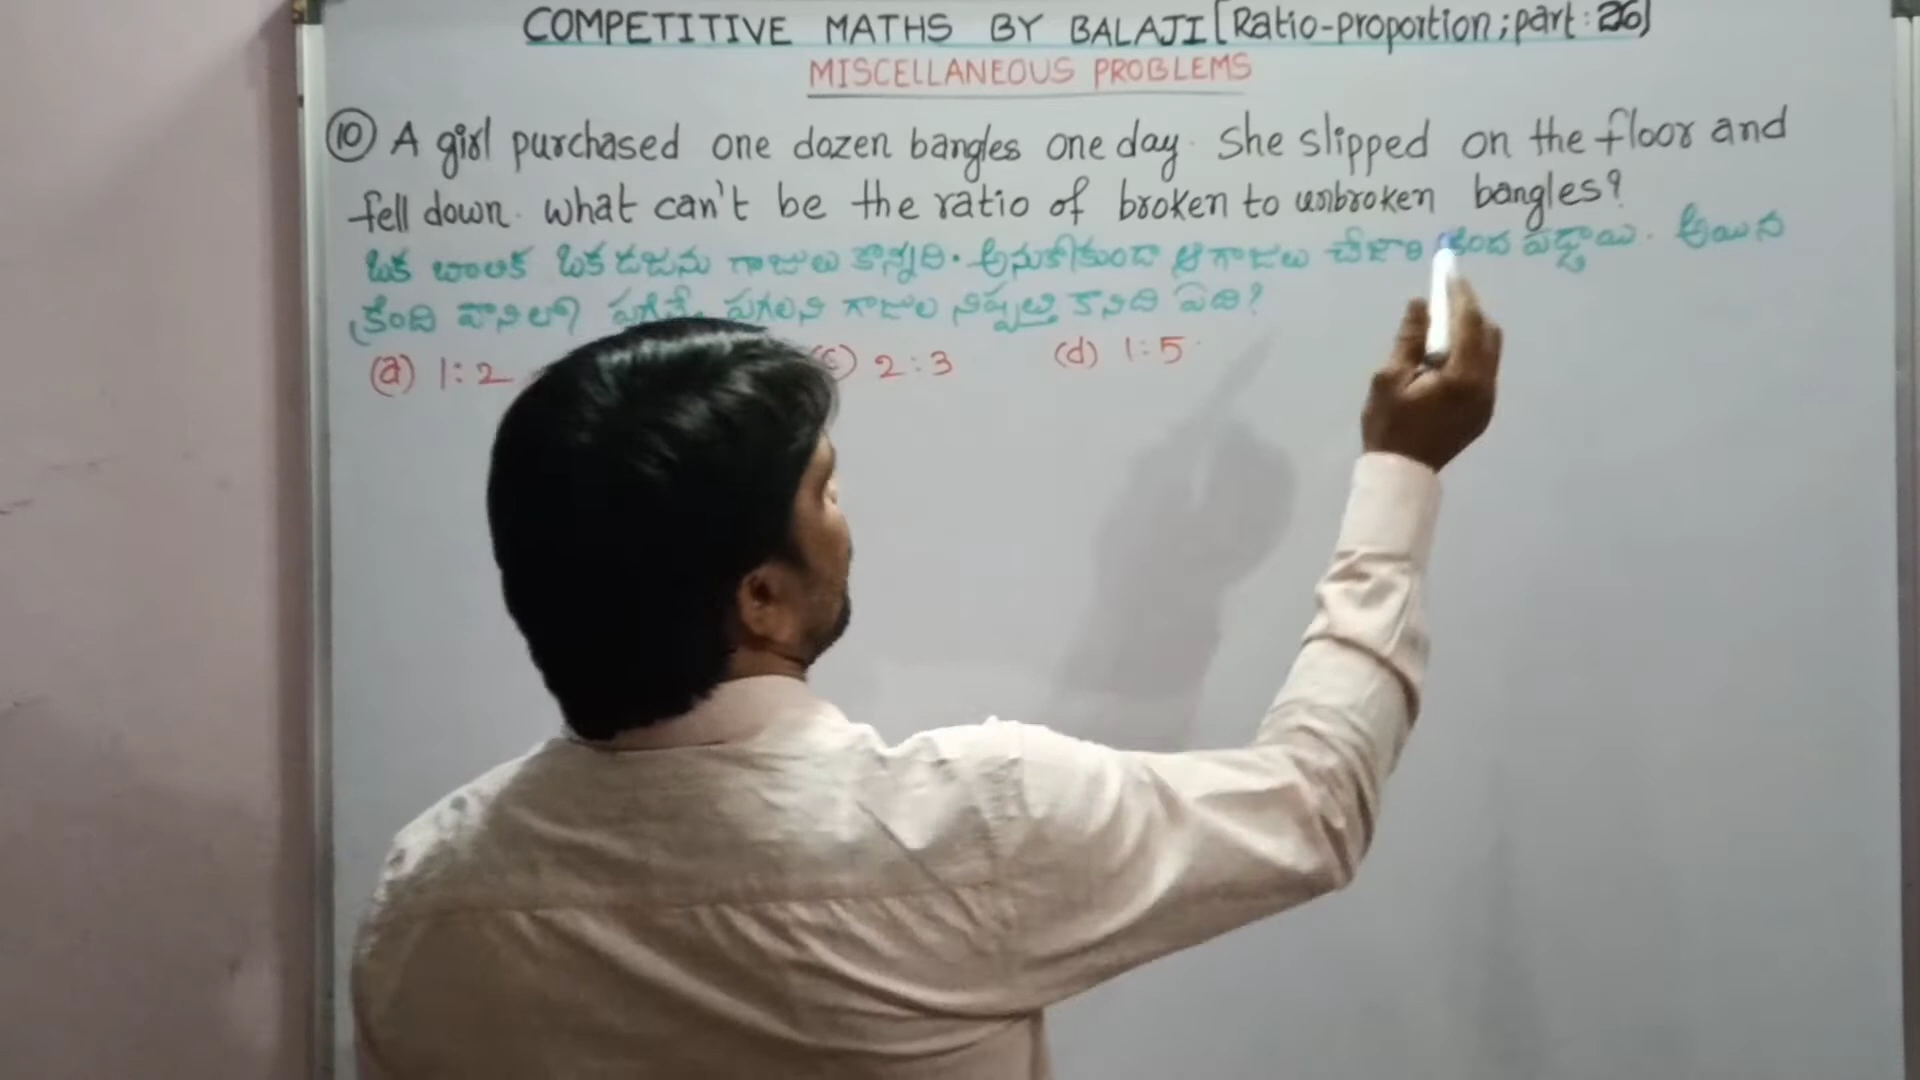 COMPETITIVE MATHS BY BALAJI [Ratio-proportion; part: 26]
MISCELLANEOUS PROBLEMS
10 A girl purchased one dozen bangles one day. She slipped on the floor and
fell down. what can't be the ratio of broken to unbroken bangles?
ఒక బాలిక ఒక డజను గాజులు కొన్నది. అనుకోకుండా ఆ గాజులు చేజారి కింద పడ్డాయి. అయిన
క్రింది వానిలో పగలని గాజుల నిష్పత్తి కానిది ఏది?
(a) 1:2 (c) 2:3 (d) 1:5